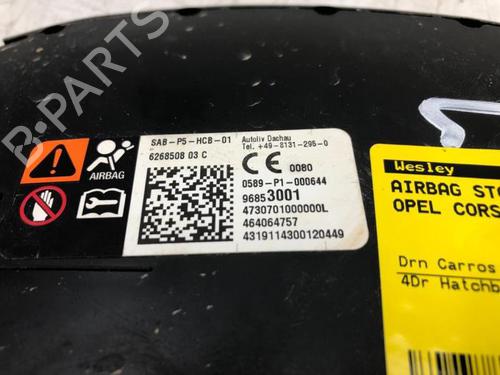 SAB-P5-HCB-01
6268508 03 C
Autoliv Dachau
Tel. +49-8131-295-0
AIRBAG
CE 0080
0589-P1-000644
96853001
4730701000000L
464064757
4319114300120449
Wesley
AIRBAG STO
OPEL CORS
Drn Carros
4Dr Hatchb
B-PARTS